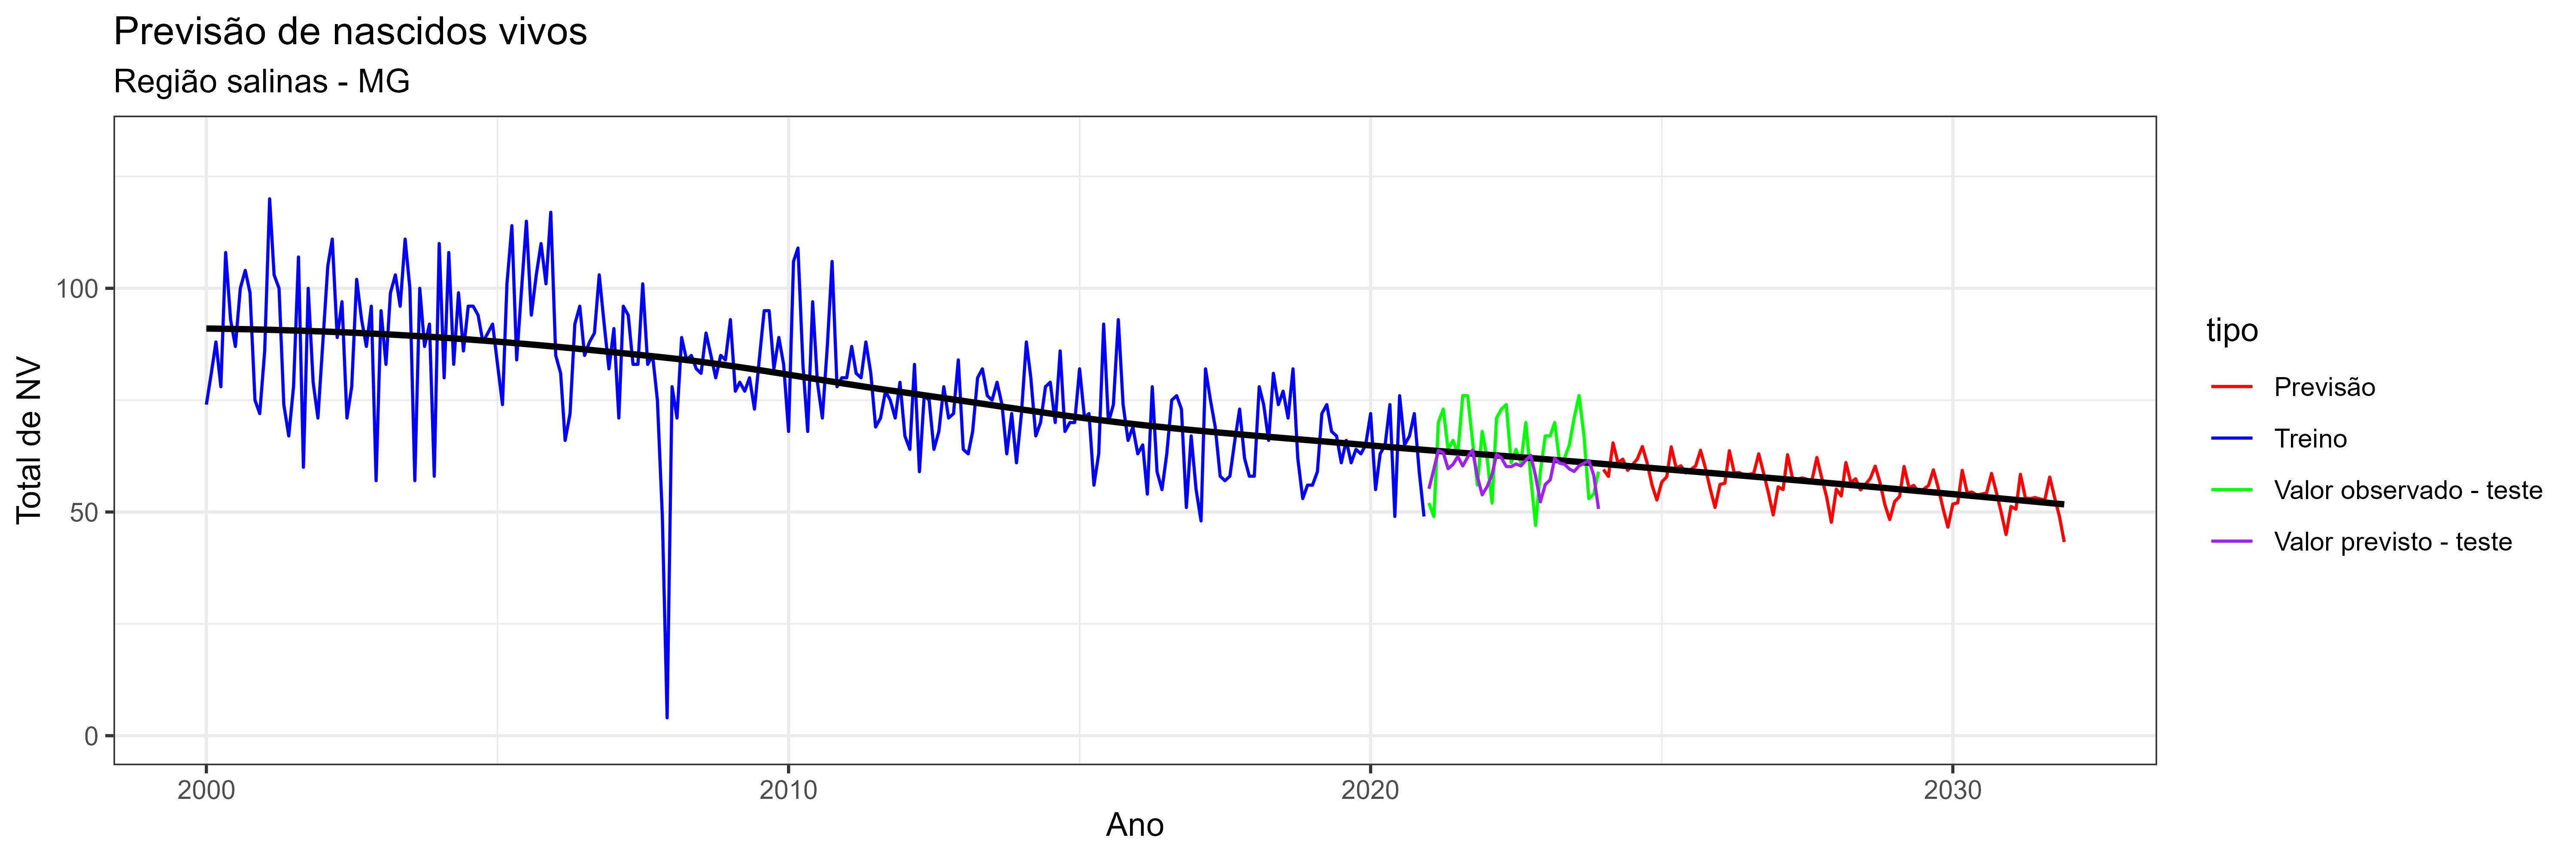 Previsão de nascidos vivos
Região salinas - MG
Total de NV
100
50
0
2000
2010
2020
2030
Ano
tipo
Previsão
Treino
Valor observado - teste
Valor previsto - teste